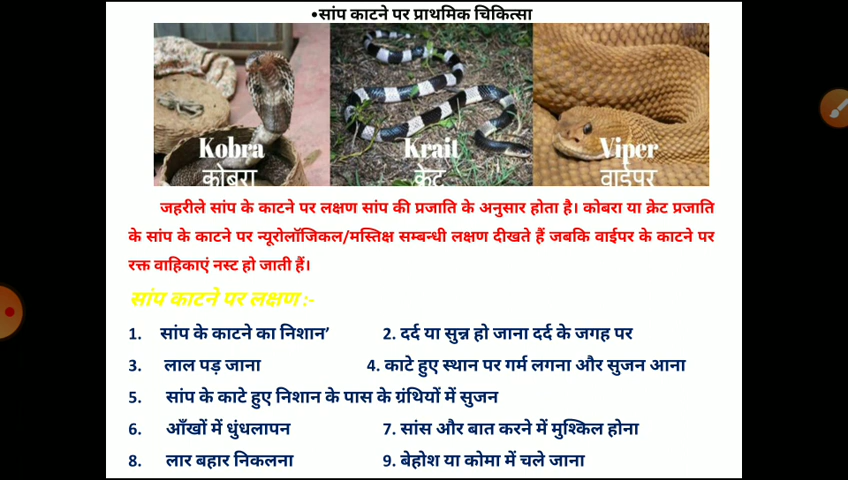 •सांप काटने पर प्राथमिक चिकित्सा
Kobra Krait Viper
कोबरा क्रेट वाईपर
जहरीले सांप के काटने पर लक्षण सांप की प्रजाति के अनुसार होता है। कोबरा या क्रेट प्रजाति
के सांप के काटने पर न्यूरोलॉजिकल/मस्तिष्क सम्बन्धी लक्षण दीखते हैं जबकि वाईपर के काटने पर
रक्त वाहिकाएं नस्ट हो जाती हैं।
सांप काटने पर लक्षण :-
1. सांप के काटने का निशान’ 2. दर्द या सुन्न हो जाना दर्द के जगह पर
3. लाल पड़ जाना 4. काटे हुए स्थान पर गर्म लगना और सुजन आना
5. सांप के काटे हुए निशान के पास के ग्रंथियों में सुजन
6. आँखों में धुंधलापन 7. सांस और बात करने में मुश्किल होना
8. लार बहार निकलना 9. बेहोश या कोमा में चले जाना